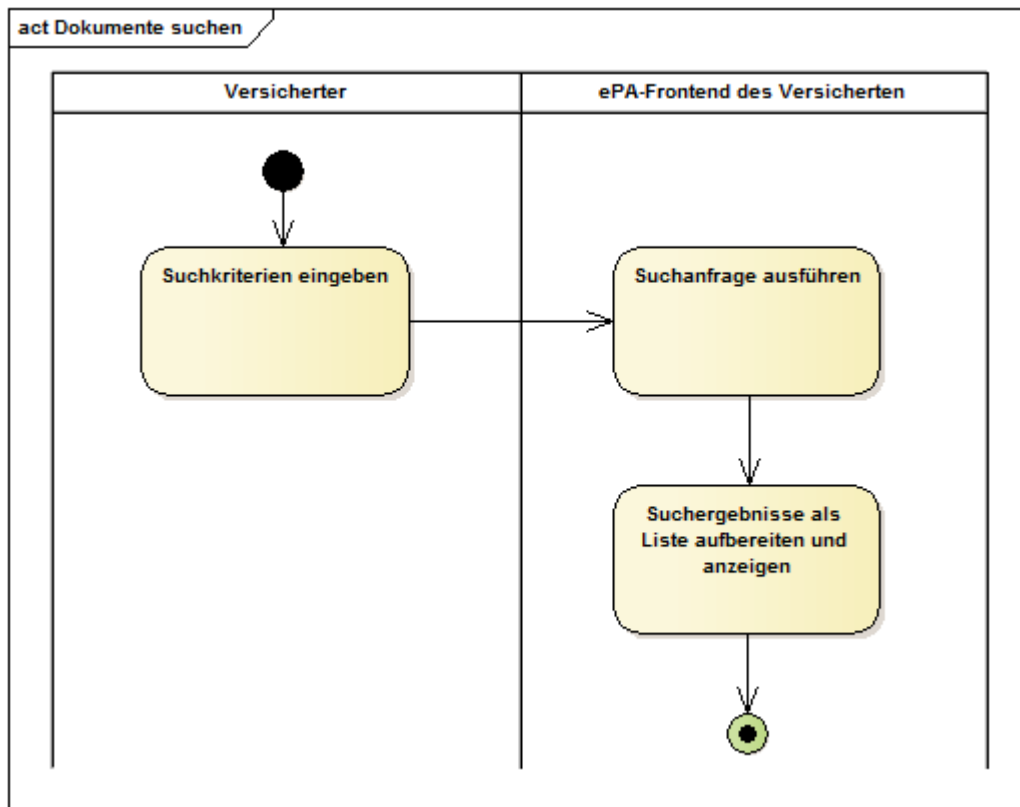 act Dokumente suchen
Versicherter
ePA-Frontend des Versicherten
Suchkriterien eingeben
Suchanfrage ausführen
Suchergebnisse als
Liste aufbereiten und
anzeigen